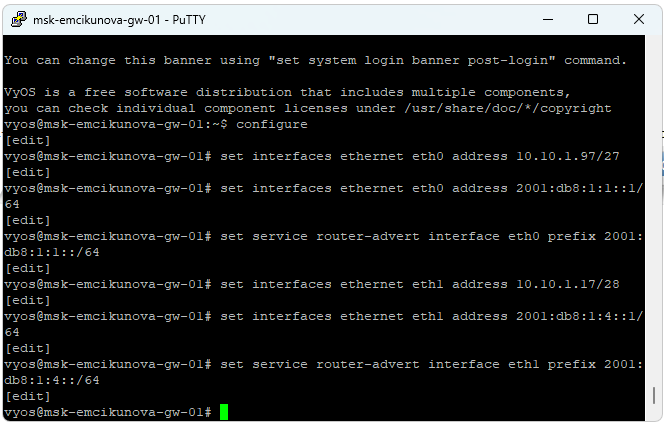 msk-emcikunova-gw-01 - PuTTY
You can change this banner using "set system login banner post-login" command.
VyOS is a free software distribution that includes multiple components,
you can check individual component licenses under /usr/share/doc/*/copyright
vyos@msk-emcikunova-gw-01:~$ configure
[edit]
vyos@msk-emcikunova-gw-01# set interfaces ethernet eth0 address 10.10.1.97/27
[edit]
vyos@msk-emcikunova-gw-01# set interfaces ethernet eth0 address 2001:db8:1:1::1/
64
[edit]
vyos@msk-emcikunova-gw-01# set service router-advert interface eth0 prefix 2001:
db8:1:1::/64
[edit]
vyos@msk-emcikunova-gw-01# set interfaces ethernet eth1 address 10.10.1.17/28
[edit]
vyos@msk-emcikunova-gw-01# set interfaces ethernet eth1 address 2001:db8:1:4::1/
64
[edit]
vyos@msk-emcikunova-gw-01# set service router-advert interface eth1 prefix 2001:
db8:1:4::/64
[edit]
vyos@msk-emcikunova-gw-01#